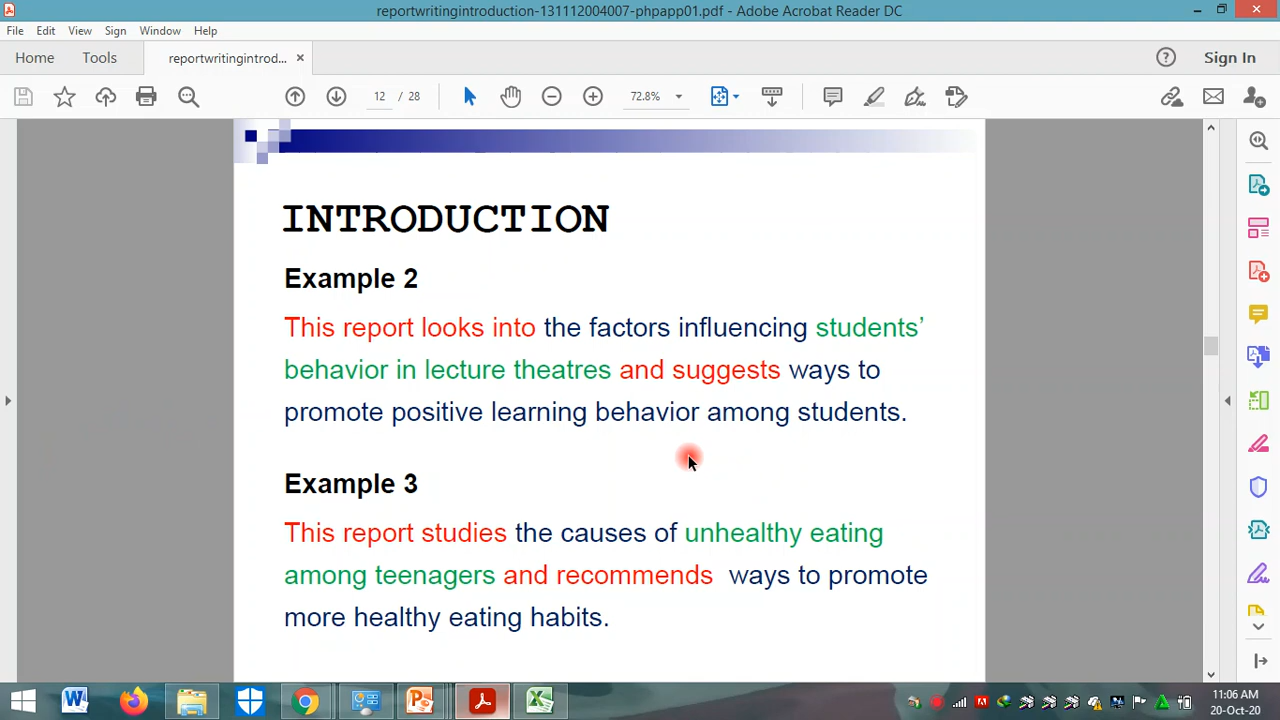 reportwritingintroduction-131112004007-phpapp01.pdf - Adobe Acrobat Reader DC
File Edit View Sign Window Help
Home Tools reportwritingintrod... × Sign In
12 / 28 72.8%
INTRODUCTION
Example 2
This report looks into the factors influencing students’
behavior in lecture theatres and suggests ways to
promote positive learning behavior among students.
Example 3
This report studies the causes of unhealthy eating
among teenagers and recommends ways to promote
more healthy eating habits.
11:06 AM
20-Oct-20